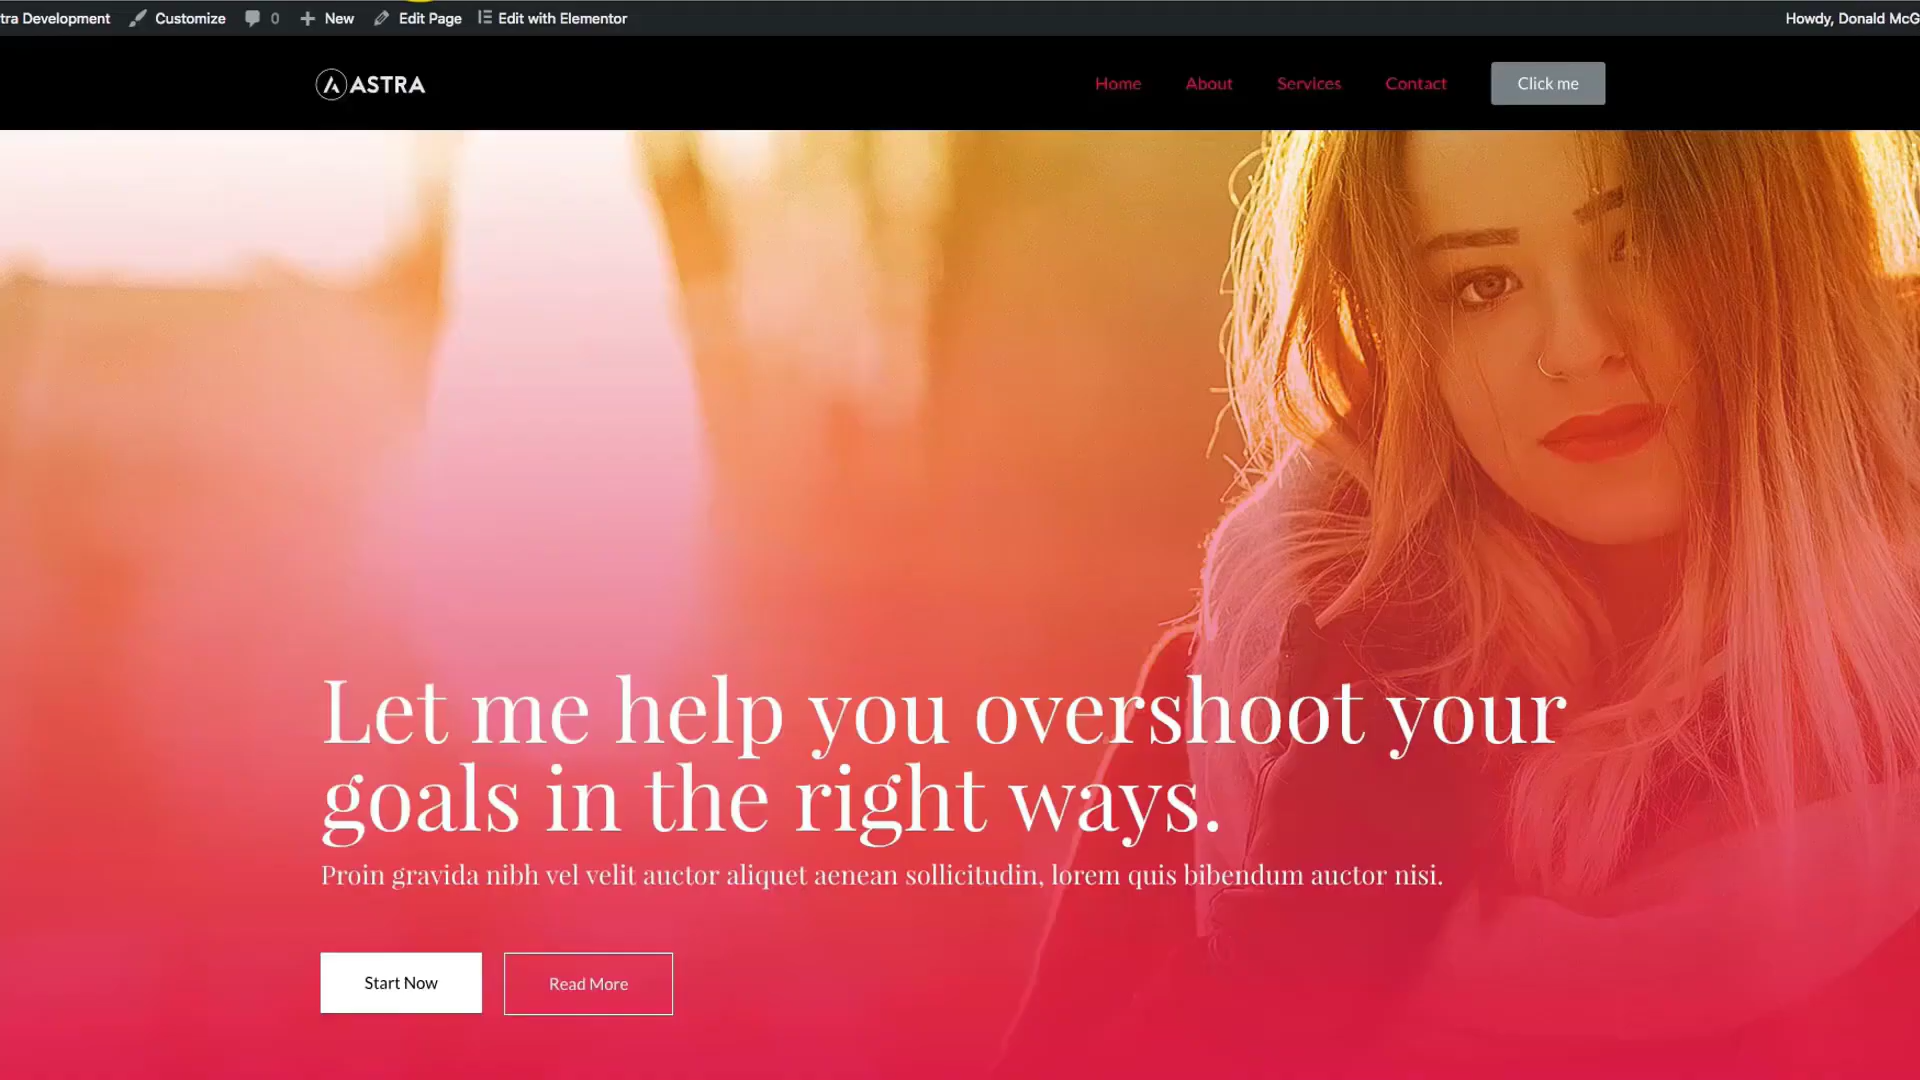 tra Development Customize 0 New Edit Page Edit with Elementor Howdy, Donald McG
ASTRA Home About Services Contact Click me
Let me help you overshoot your
goals in the right ways.
Proin gravida nibh vel velit auctor aliquet aenean sollicitudin, lorem quis bibendum auctor nisi.
Start Now Read More